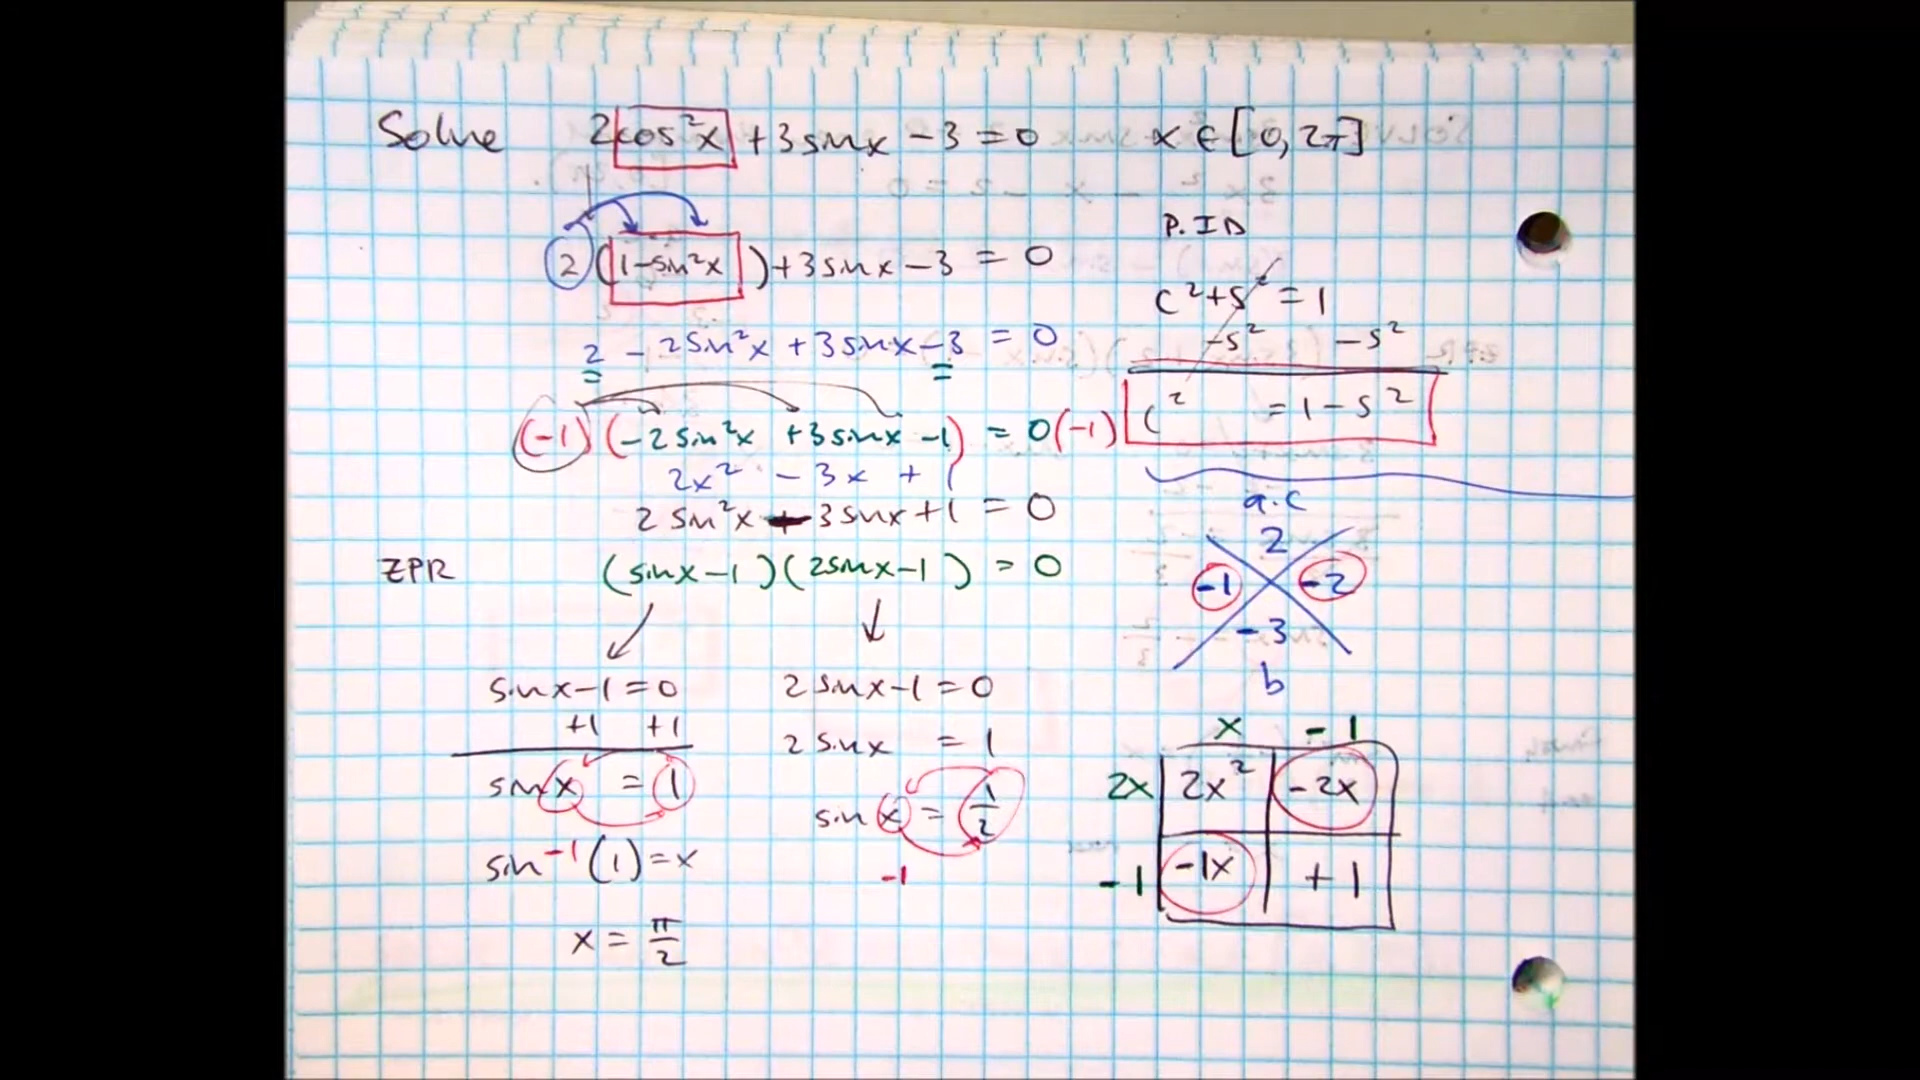 Solve 2cos²x + 3sinx − 3 = 0 x ∈ [0, 2π]
P.ID
2(1−sin²x) + 3sinx − 3 = 0
c² + s² = 1
−s² −s²
2 − 2sin²x + 3sinx − 3 = 0
c² = 1 − s²
(−1)(−2sin²x + 3sinx − 1) = 0(−1)
2x² − 3x + 1
2sin²x − 3sinx + 1 = 0
a.c
2
−1 −2
−3
b
ZPR (sinx − 1)(2sinx − 1) = 0
sinx − 1 = 0
+1 +1
sinx = 1
sin⁻¹(1) = x
x = π/2
2sinx − 1 = 0
2sinx = 1
sinx = 1/2
−1
x −1
2x 2x² −2x
−1 −1x +1